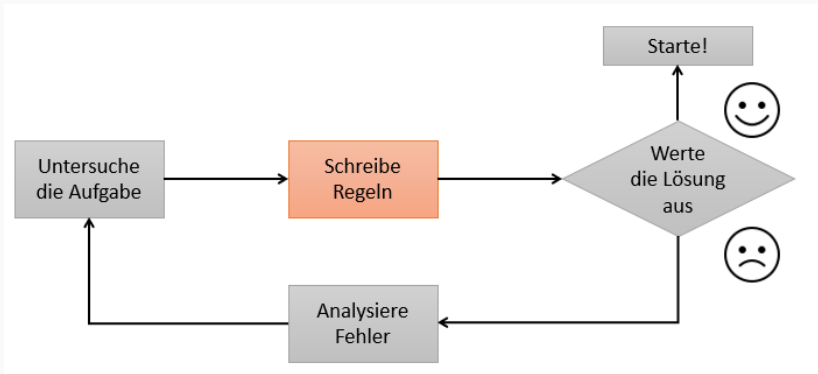 Starte!
Untersuche
die Aufgabe
Schreibe
Regeln
Werte
die Lösung
aus
Analysiere
Fehler